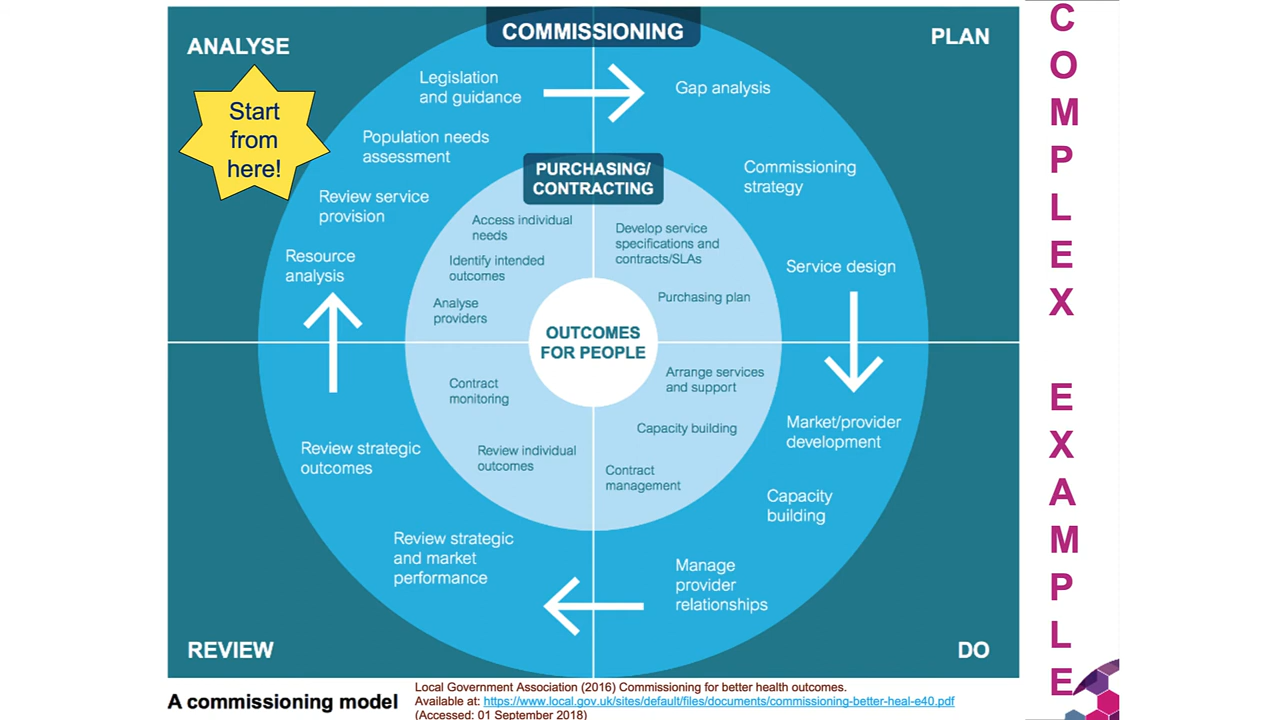 COMMISSIONING
ANALYSE
PLAN
Start
from
here!
Legislation
and guidance
Gap analysis
Population needs
assessment
Commissioning
strategy
Review service
provision
Resource
analysis
Service design
PURCHASING/
CONTRACTING
Access individual
needs
Identify intended
outcomes
Analyse
providers
Develop service
specifications and
contracts/SLAs
Purchasing plan
OUTCOMES
FOR PEOPLE
Contract
monitoring
Review individual
outcomes
Arrange services
and support
Capacity building
Contract
management
Review strategic
outcomes
Review strategic
and market
performance
Market/provider
development
Capacity
building
Manage
provider
relationships
REVIEW
DO
A commissioning model
Local Government Association (2016) Commissioning for better health outcomes.
Available at: https://www.local.gov.uk/sites/default/files/documents/commissioning-better-heal-e40.pdf
(Accessed: 01 September 2018)
COMPLEX EXAMPLE